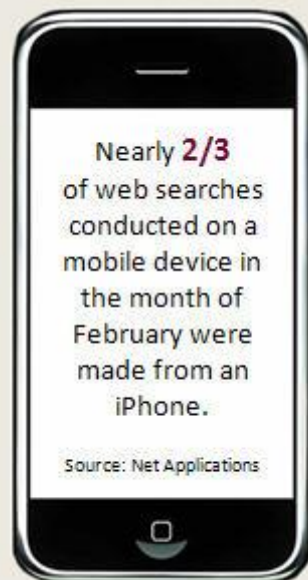 Nearly 2/3
of web searches
conducted on a
mobile device in
the month of
February were
made from an
iPhone.
Source: Net Applications